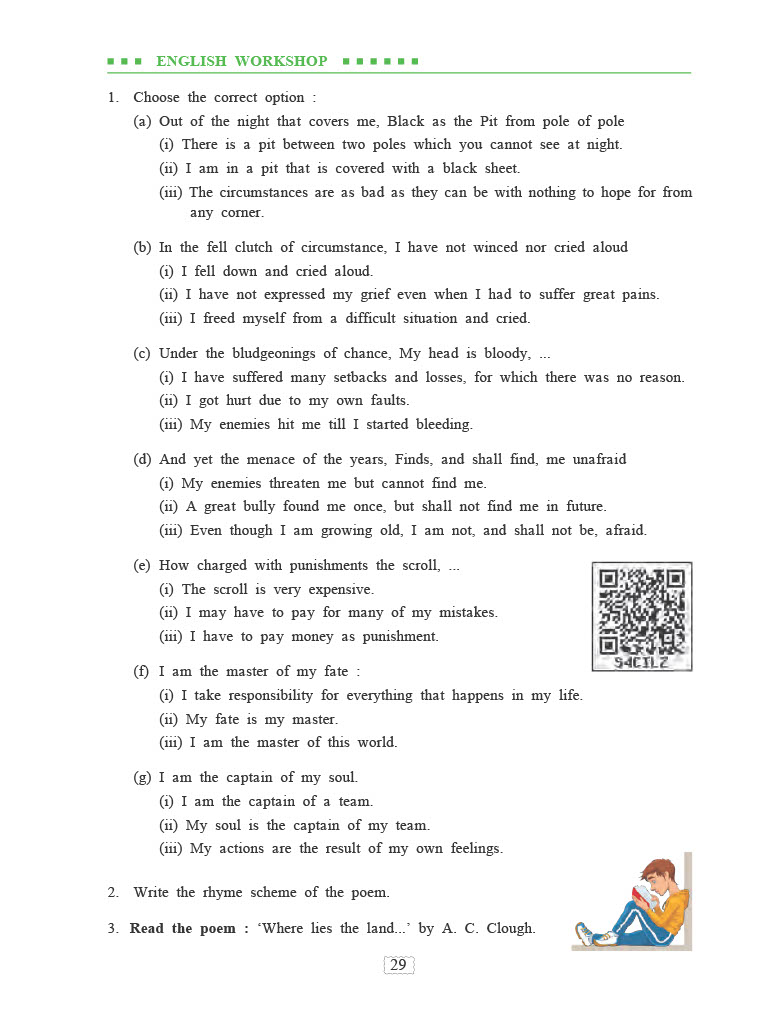 ENGLISH WORKSHOP
1. Choose the correct option :
(a) Out of the night that covers me, Black as the Pit from pole of pole
(i) There is a pit between two poles which you cannot see at night.
(ii) I am in a pit that is covered with a black sheet.
(iii) The circumstances are as bad as they can be with nothing to hope for from
any corner.
(b) In the fell clutch of circumstance, I have not winced nor cried aloud
(i) I fell down and cried aloud.
(ii) I have not expressed my grief even when I had to suffer great pains.
(iii) I freed myself from a difficult situation and cried.
(c) Under the bludgeonings of chance, My head is bloody, ...
(i) I have suffered many setbacks and losses, for which there was no reason.
(ii) I got hurt due to my own faults.
(iii) My enemies hit me till I started bleeding.
(d) And yet the menace of the years, Finds, and shall find, me unafraid
(i) My enemies threaten me but cannot find me.
(ii) A great bully found me once, but shall not find me in future.
(iii) Even though I am growing old, I am not, and shall not be, afraid.
(e) How charged with punishments the scroll, ...
(i) The scroll is very expensive.
(ii) I may have to pay for many of my mistakes.
(iii) I have to pay money as punishment.
S4CTLZ
(f) I am the master of my fate :
(i) I take responsibility for everything that happens in my life.
(ii) My fate is my master.
(iii) I am the master of this world.
(g) I am the captain of my soul.
(i) I am the captain of a team.
(ii) My soul is the captain of my team.
(iii) My actions are the result of my own feelings.
2. Write the rhyme scheme of the poem.
3. Read the poem : ‘Where lies the land...’ by A. C. Clough.
29